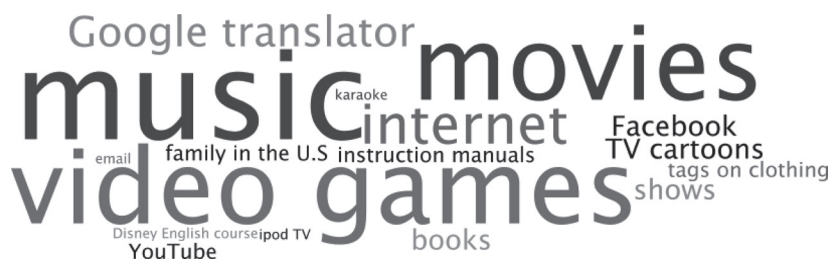 Google translator
movies
music
karaoke
internet
Facebook
TV cartoons
email
family in the U.S
instruction manuals
tags on clothing
video games
shows
Disney English course
ipod TV
books
YouTube